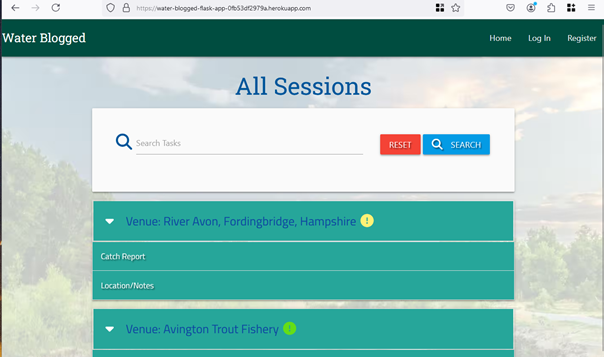 https://water-blogged-flask-app-0fb53df2979a.herokuapp.com
Water Blogged
Home Log In Register
All Sessions
Search Tasks RESET SEARCH
Venue: River Avon, Fordingbridge, Hampshire !
Catch Report
Location/Notes
Venue: Avington Trout Fishery !